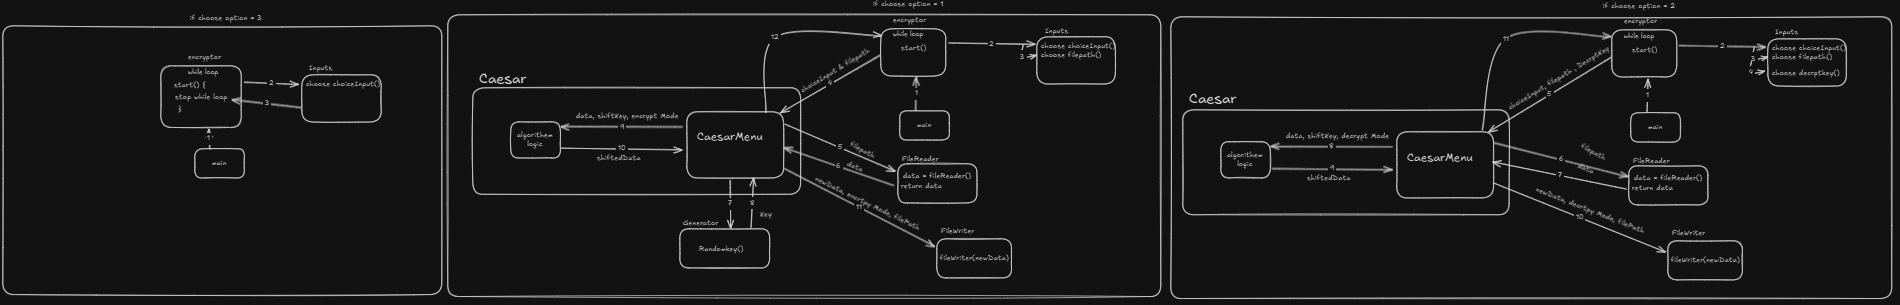 if choose option = 3
encryptor
while loop
start() {
stop while loop
}
2
3
Inputs
choose choiceInput()
1
main
if choose option = 1
encryptor
while loop
start()
12
2
Inputs
choose choiceInput()
3
choose filepath()
choiceInput & filepath
4
1
main
Caesar
CaesarMenu
data, shiftKey, encrypt Mode
9
algorithem
logic
10
shiftedData
5
filepath
6
data
FileReader
data = fileReader()
return data
7
8
Key
newData, encrtpy Mode, filePath
11
Generator
Randomkey()
FileWriter
fileWriter(newData)
if choose option = 2
encryptor
while loop
start()
11
2
Inputs
choose choiceInput()
3
choose filepath()
4
choose decrptkey()
choiceInput, filepath, DecrptKey
5
1
main
Caesar
CaesarMenu
data, shiftKey, decrypt Mode
8
algorithem
logic
9
shiftedData
filepath
6
data
7
FileReader
data = fileReader()
return data
newData, decrtpy Mode, filePath
10
FileWriter
fileWriter(newData)